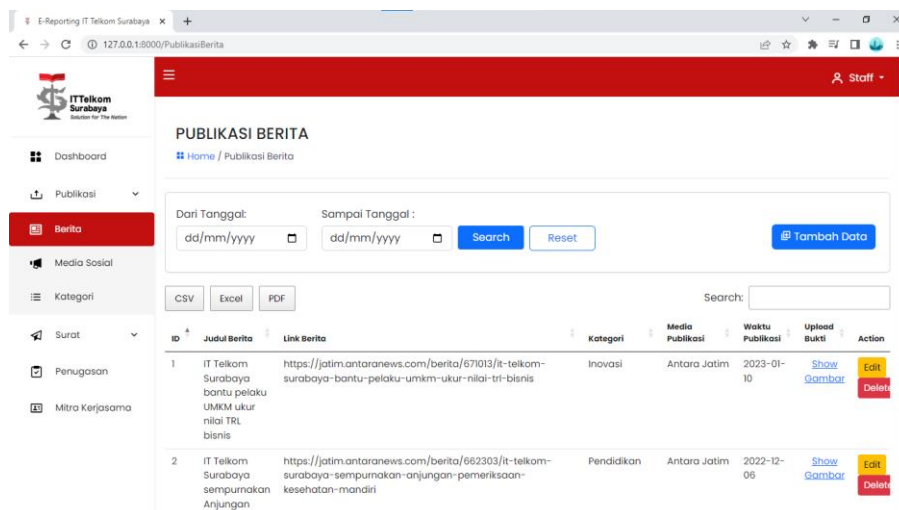 E-Reporting IT Telkom Surabaya
127.0.0.1:8000/PublikasiBerita
ITTelkom
Surabaya
Solution for The Nation
Staff
Dashboard
Publikasi
Berita
Media Sosial
Kategori
Surat
Penugasan
Mitra Kerjasama
PUBLIKASI BERITA
Home / Publikasi Berita
Dari Tanggal:
Sampai Tanggal :
dd/mm/yyyy
dd/mm/yyyy
Search
Reset
Tambah Data
CSV
Excel
PDF
Search:
ID
Judul Berita
Link Berita
Kategori
Media
Publikasi
Waktu
Publikasi
Upload
Bukti
Action
1
IT Telkom
Surabaya
bantu pelaku
UMKM ukur
nilai TRL
bisnis
https://jatim.antaranews.com/berita/671013/it-telkom-
surabaya-bantu-pelaku-umkm-ukur-nilai-trl-bisnis
Inovasi
Antara Jatim
2023-01-
10
Show
Gambar
Edit
Delete
2
IT Telkom
Surabaya
sempurnakan
Anjungan
https://jatim.antaranews.com/berita/662303/it-telkom-
surabaya-sempurnakan-anjungan-pemeriksaan-
kesehatan-mandiri
Pendidikan
Antara Jatim
2022-12-
06
Show
Gambar
Edit
Delete